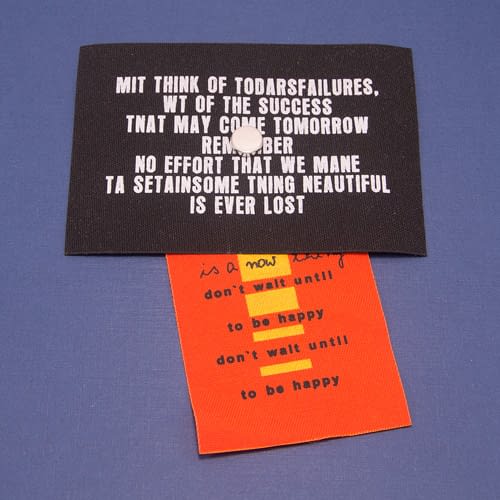 MIT THINK OF TODARSFAILURES,
WT OF THE SUCCESS
TNAT MAY COME TOMORROW
REMEMBER
NO EFFORT THAT WE MANE
TA SETAINSOME TNING NEAUTIFUL
IS EVER LOST
is a now thing
don't wait until
to be happy
don't wait until
to be happy